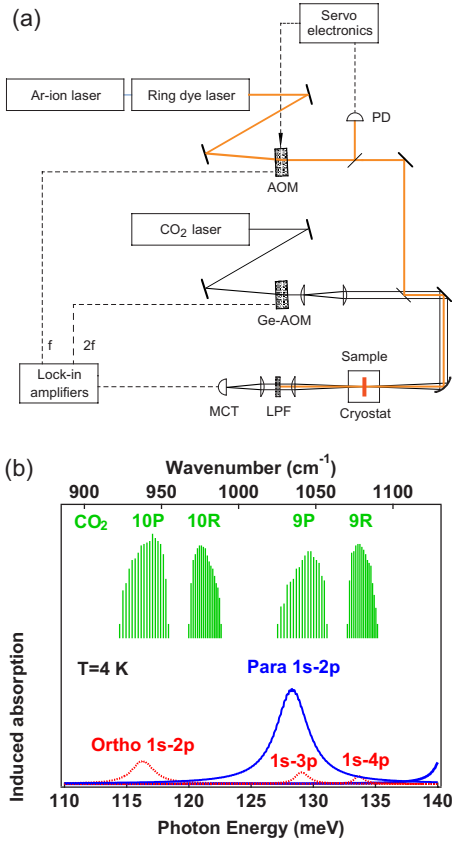 (a)
Servo
electronics
Ar-ion laser
Ring dye laser
PD
AOM
CO2 laser
Ge-AOM
f
2f
Lock-in
amplifiers
Sample
MCT
LPF
Cryostat
(b)
Wavenumber (cm-1)
900 950 1000 1050 1100
CO2 10P 10R 9P 9R
T=4 K
Para 1s-2p
Ortho 1s-2p
1s-3p
1s-4p
Induced absorption
110 115 120 125 130 135 140
Photon Energy (meV)